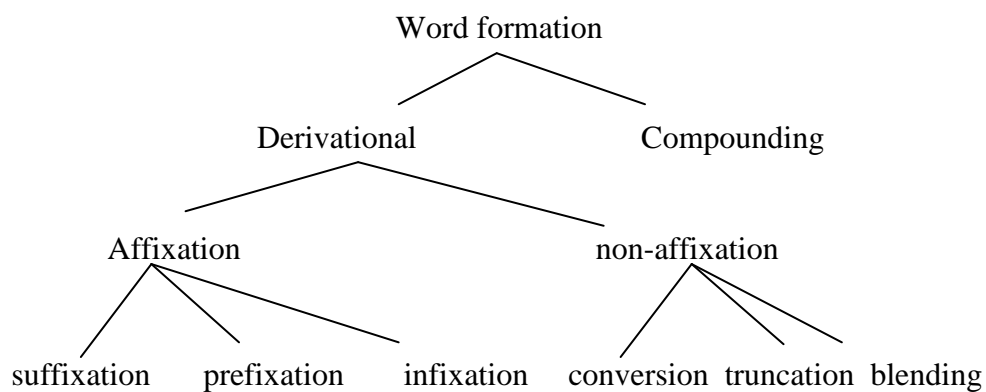 Word formation
Derivational Compounding
Affixation non-affixation
suffixation prefixation infixation conversion truncation blending